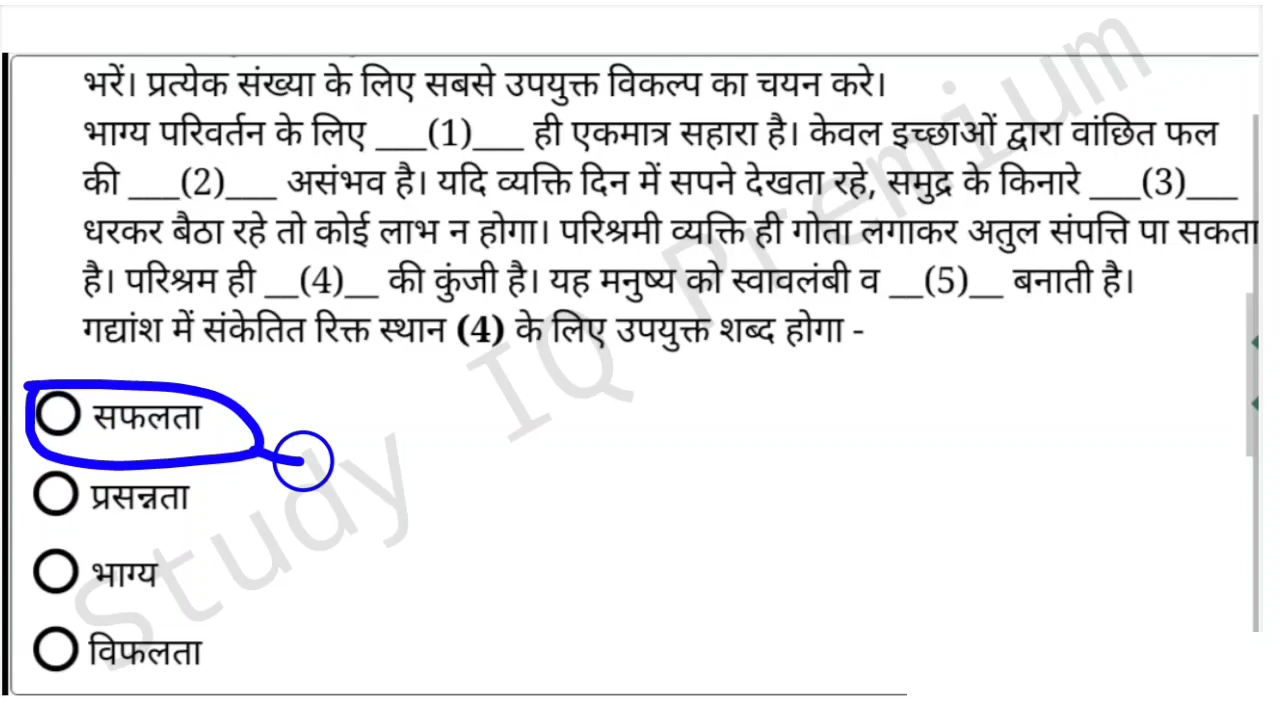 भरें। प्रत्येक संख्या के लिए सबसे उपयुक्त विकल्प का चयन करे।
भाग्य परिवर्तन के लिए ___(1)___ ही एकमात्र सहारा है। केवल इच्छाओं द्वारा वांछित फल
की ___(2)___ असंभव है। यदि व्यक्ति दिन में सपने देखता रहे, समुद्र के किनारे ___(3)___
धरकर बैठा रहे तो कोई लाभ न होगा। परिश्रमी व्यक्ति ही गोता लगाकर अतुल संपत्ति पा सकता
है। परिश्रम ही __(4)__ की कुंजी है। यह मनुष्य को स्वावलंबी व __(5)__ बनाती है।
गद्यांश में संकेतित रिक्त स्थान (4) के लिए उपयुक्त शब्द होगा -
सफलता
प्रसन्नता
भाग्य
विफलता
Study IQ Premium